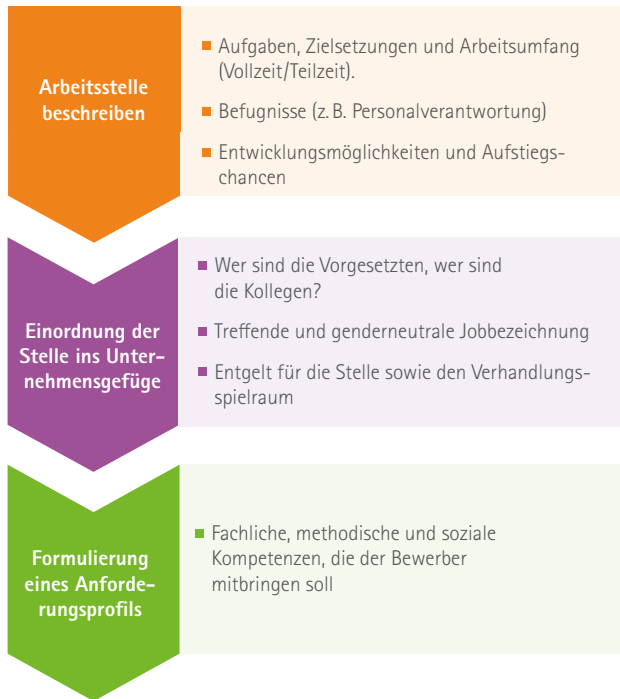 Arbeitsstelle
beschreiben
■ Aufgaben, Zielsetzungen und Arbeitsumfang
(Vollzeit/Teilzeit).
■ Befugnisse (z. B. Personalverantwortung)
■ Entwicklungsmöglichkeiten und Aufstiegs-
chancen
Einordnung der
Stelle ins Unter-
nehmensgefüge
■ Wer sind die Vorgesetzten, wer sind
die Kollegen?
■ Treffende und genderneutrale Jobbezeichnung
■ Entgelt für die Stelle sowie den Verhandlungs-
spielraum
Formulierung
eines Anforde-
rungsprofils
■ Fachliche, methodische und soziale
Kompetenzen, die der Bewerber
mitbringen soll